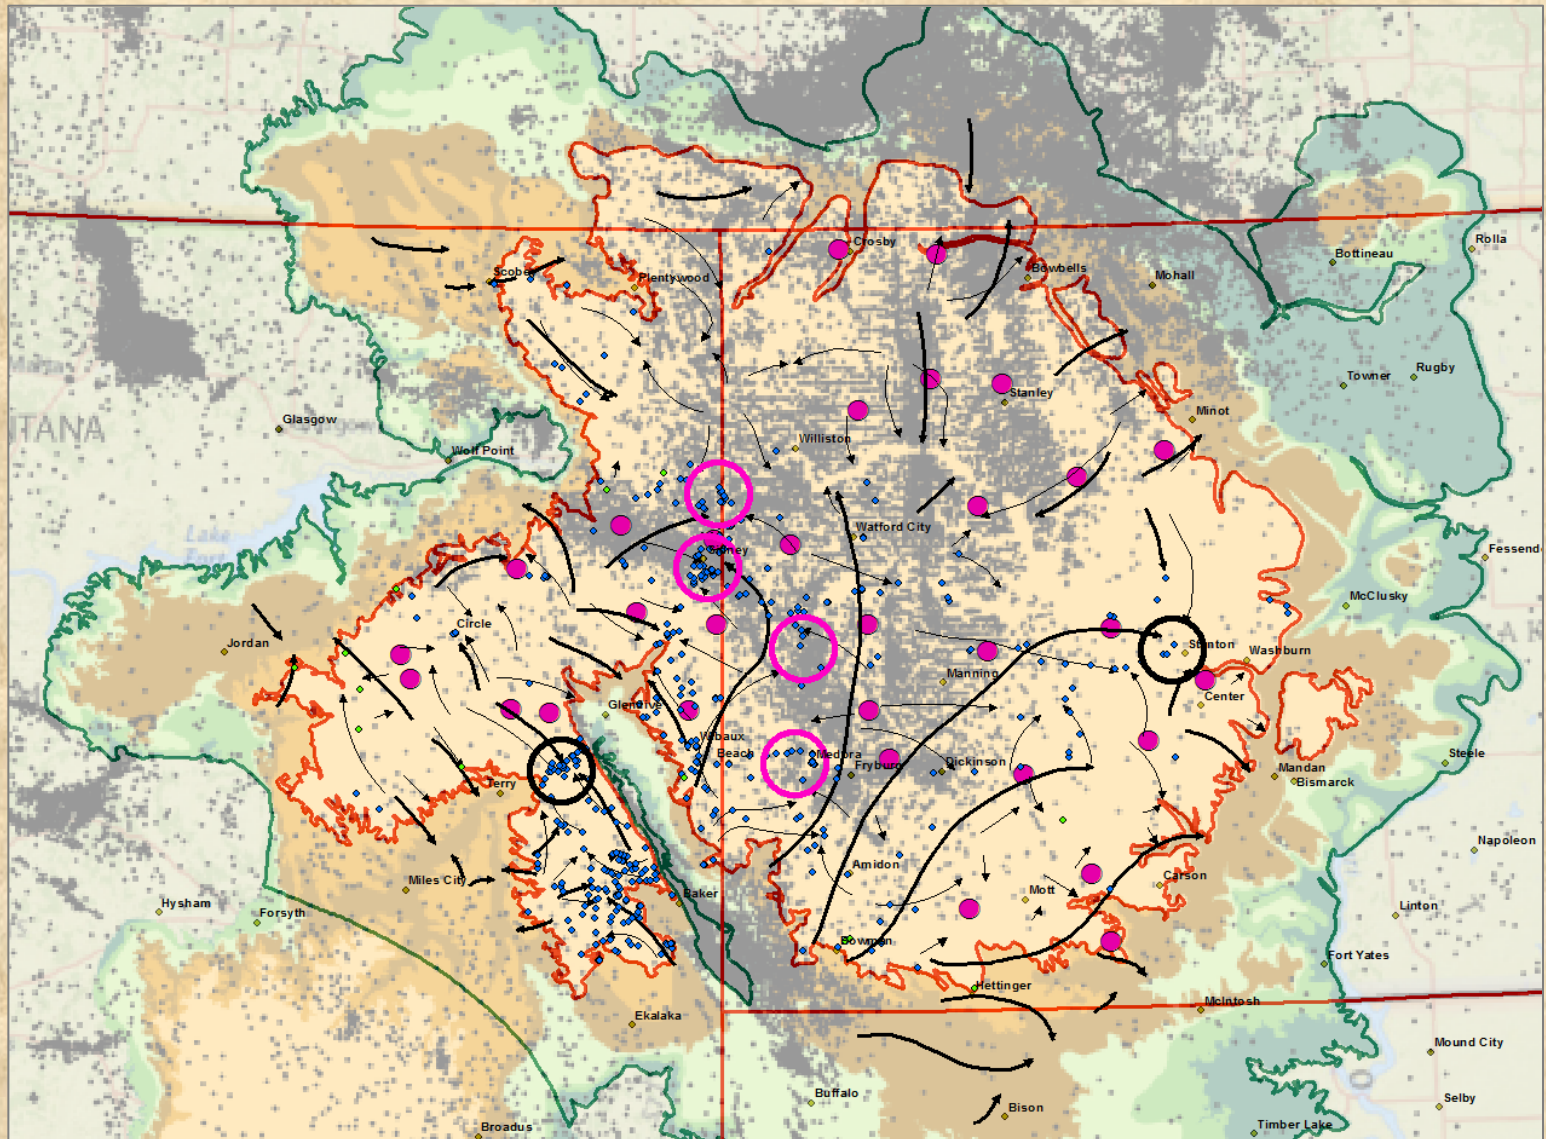 Rolla
Bottineau
Crosby
Scobey
Plentywood
Bowbells
Mohall
Towner
Rugby
Stanley
Glasgow
NTANA
Minot
Williston
Wolf Point
Watford City
Sidney
McClusky
Circle
Jordan
Stanton
Washburn
Manning
Center
Glendive
Wibaux
Beach
Medora
Fryburg
Dickinson
Steele
Mandan
Bismarck
Terry
Napoleon
Amidon
Miles City
Carson
Baker
Mott
Hysham
Forsyth
Linton
Bowman
Fort Yates
Hettinger
McIntosh
Ekalaka
Mound City
Buffalo
Selby
Bison
Timber Lake
Broadus